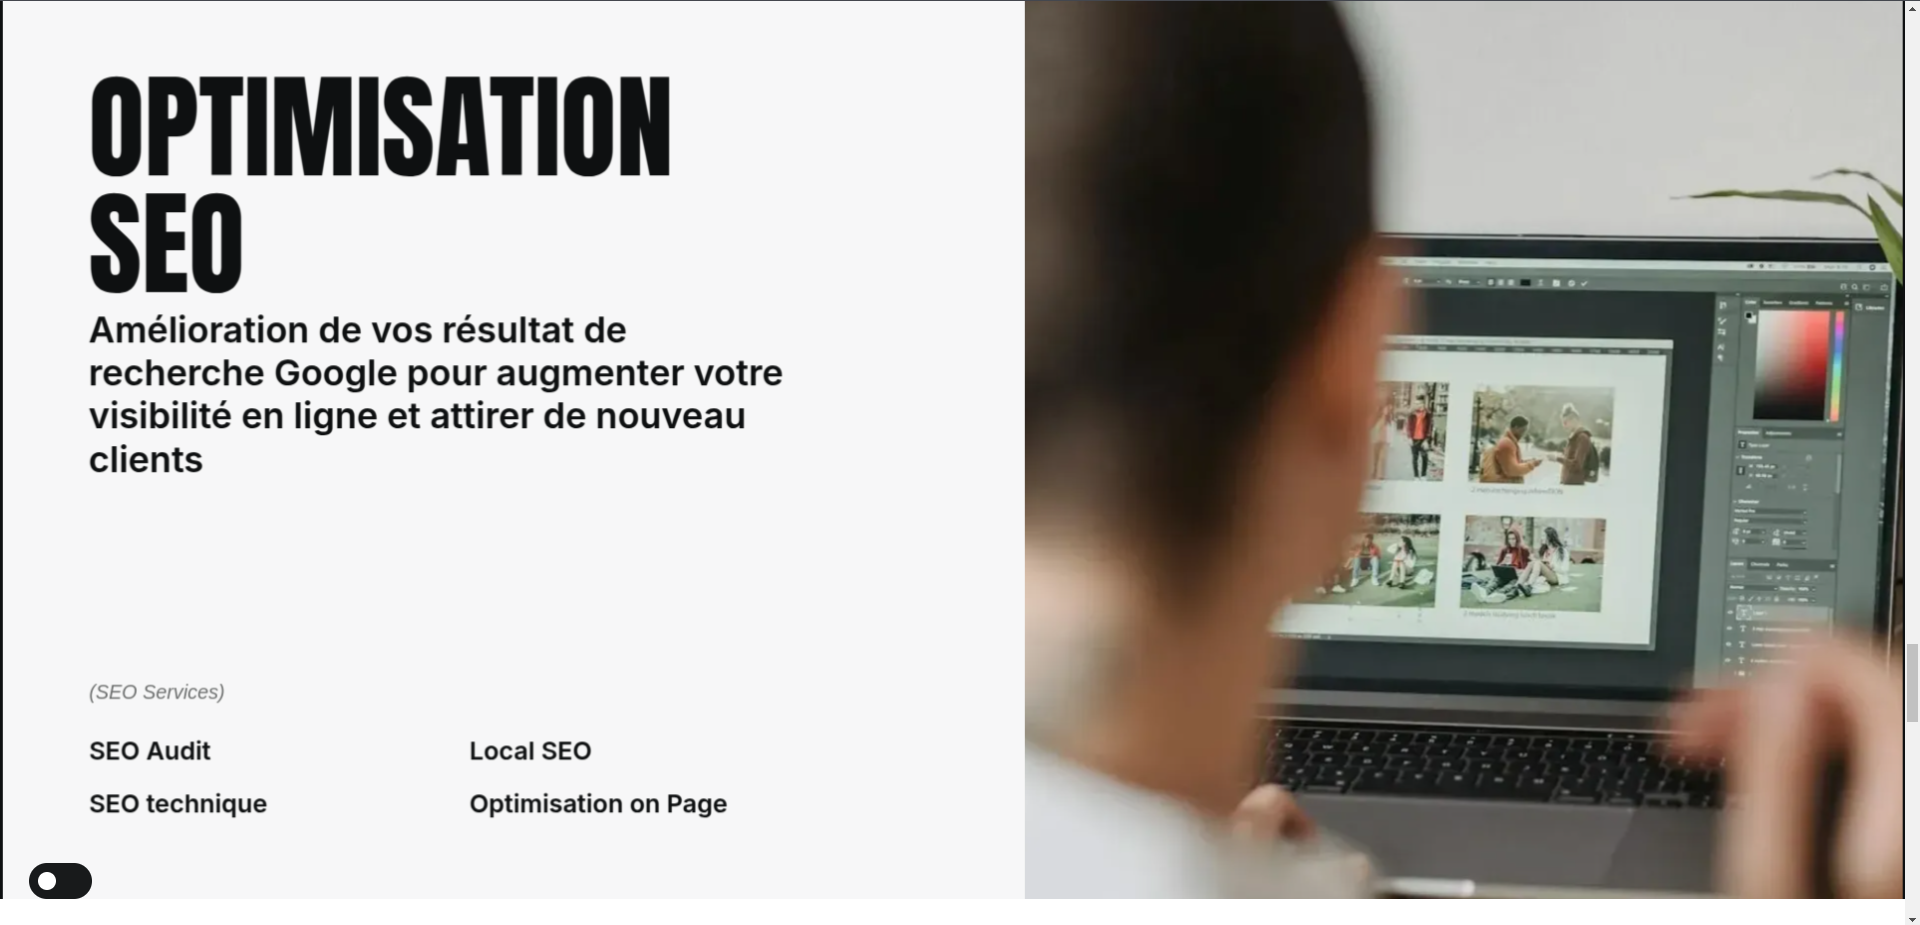 OPTIMISATION
SEO
Amélioration de vos résultat de
recherche Google pour augmenter votre
visibilité en ligne et attirer de nouveau
clients
(SEO Services)
SEO Audit
Local SEO
SEO technique
Optimisation on Page